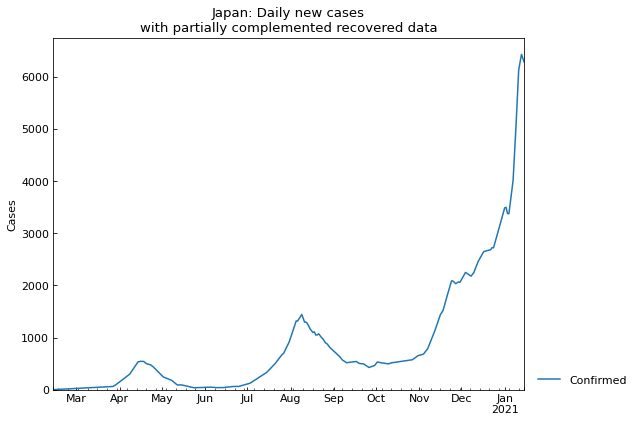 Japan: Daily new cases
with partially complemented recovered data
Cases
6000
5000
4000
3000
2000
1000
0
Mar Apr May Jun Jul Aug Sep Oct Nov Dec Jan
2021
Confirmed